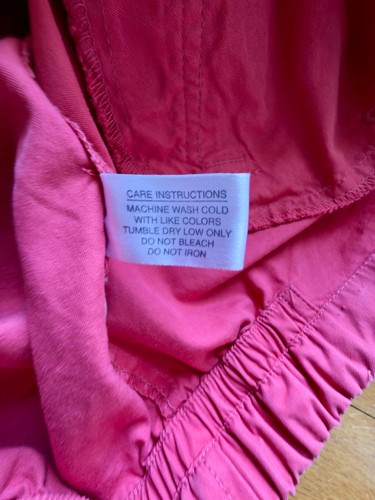 CARE INSTRUCTIONS
MACHINE WASH COLD
WITH LIKE COLORS
TUMBLE DRY LOW ONLY
DO NOT BLEACH
DO NOT IRON